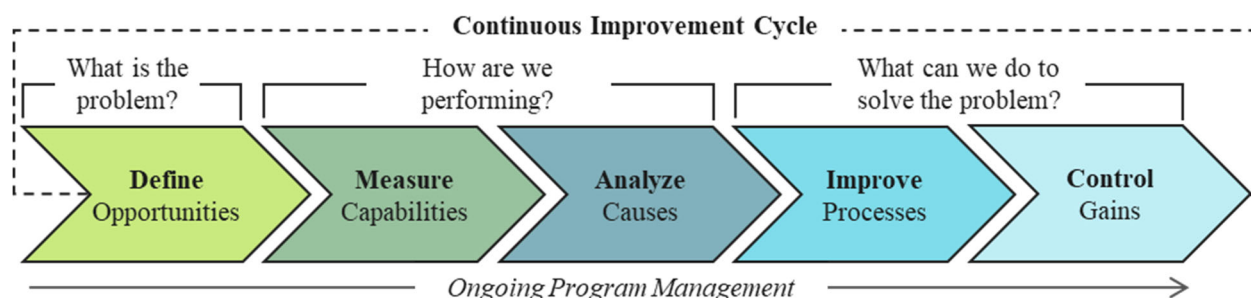 Continuous Improvement Cycle
What is the
problem?
How are we
performing?
What can we do to
solve the problem?
Define
Opportunities
Measure
Capabilities
Analyze
Causes
Improve
Processes
Control
Gains
Ongoing Program Management